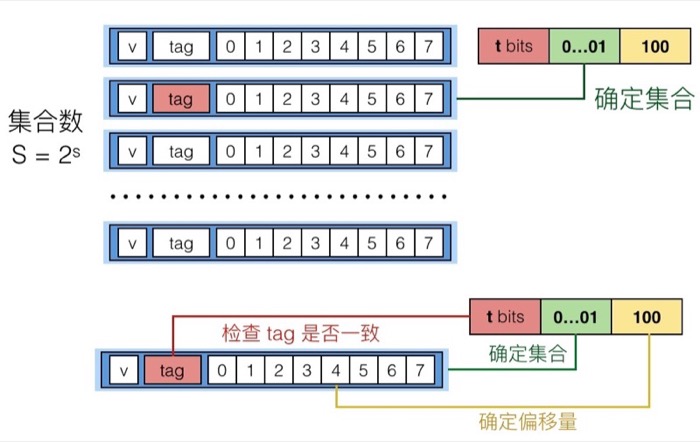 v tag 0 1 2 3 4 5 6 7
t bits 0...01 100
v tag 0 1 2 3 4 5 6 7
确定集合
集合数
S = 2ˢ
v tag 0 1 2 3 4 5 6 7
..........................
v tag 0 1 2 3 4 5 6 7
t bits 0...01 100
检查 tag 是否一致
确定集合
v tag 0 1 2 3 4 5 6 7
确定偏移量